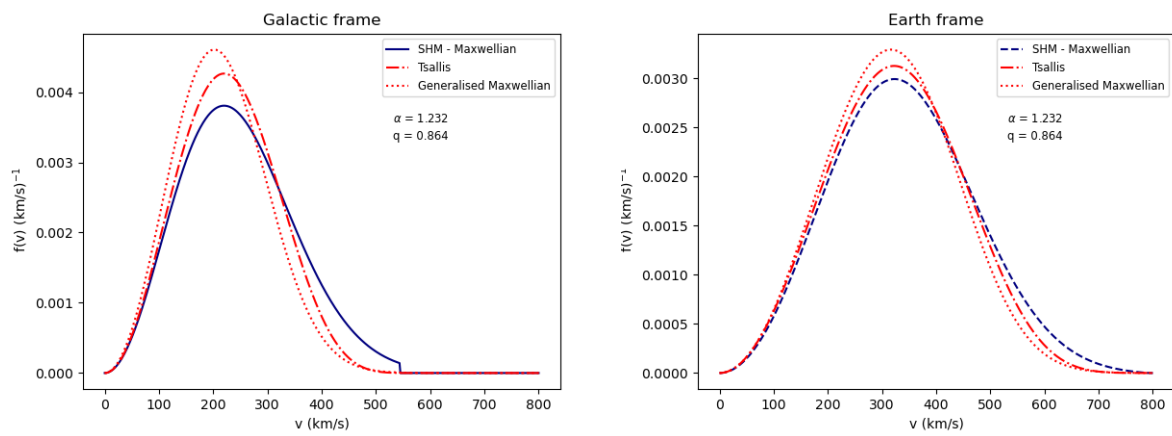 Galactic frame
f(v) (km/s)⁻¹
0.004
0.003
0.002
0.001
0.000
SHM - Maxwellian
Tsallis
Generalised Maxwellian
α = 1.232
q = 0.864
0 100 200 300 400 500 600 700 800
v (km/s)
Earth frame
f(v) (km/s)⁻¹
0.0030
0.0025
0.0020
0.0015
0.0010
0.0005
0.0000
SHM - Maxwellian
Tsallis
Generalised Maxwellian
α = 1.232
q = 0.864
0 100 200 300 400 500 600 700 800
v (km/s)